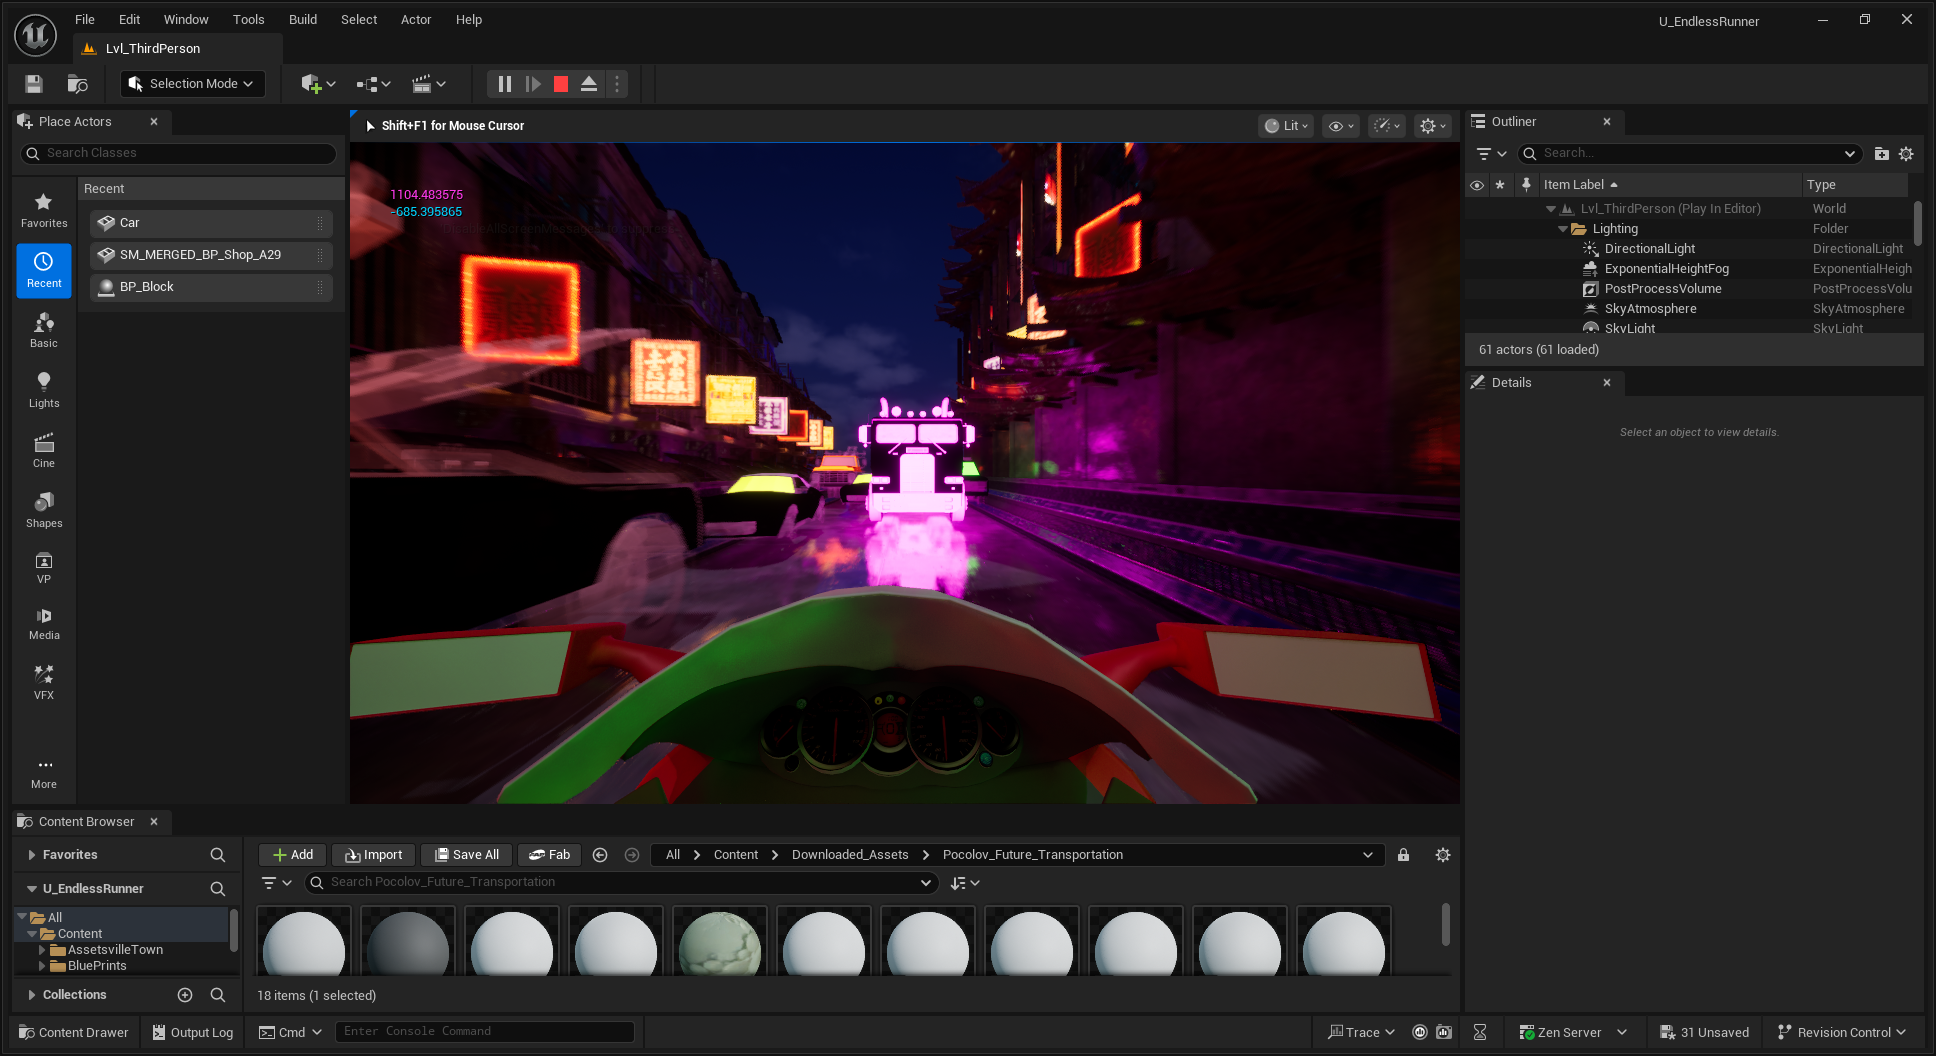 File Edit Window Tools Build Select Actor Help
U_EndlessRunner
Lvl_ThirdPerson
Selection Mode
Place Actors
Search Classes
Recent
Favorites
Recent
Basic
Lights
Cine
Shapes
VP
Media
VFX
More
Car
SM_MERGED_BP_Shop_A29
BP_Block
Shift+F1 for Mouse Cursor
Lit
1104.483575
-685.395865
Outliner
Search...
Item Label Type
Lvl_ThirdPerson (Play In Editor) World
Lighting Folder
DirectionalLight DirectionalLight
ExponentialHeightFog ExponentialHeigh
PostProcessVolume PostProcessVolu
SkyAtmosphere SkyAtmosphere
SkyLight SkyLight
61 actors (61 loaded)
Details
Select an object to view details.
Content Browser
Favorites
U_EndlessRunner
All
Content
AssetsvilleTown
BluePrints
Collections
Add Import Save All Fab All Content Downloaded_Assets Pocolov_Future_Transportation
Search Pocolov_Future_Transportation
18 items (1 selected)
Content Drawer Output Log Cmd Enter Console Command Trace Zen Server 31 Unsaved Revision Control